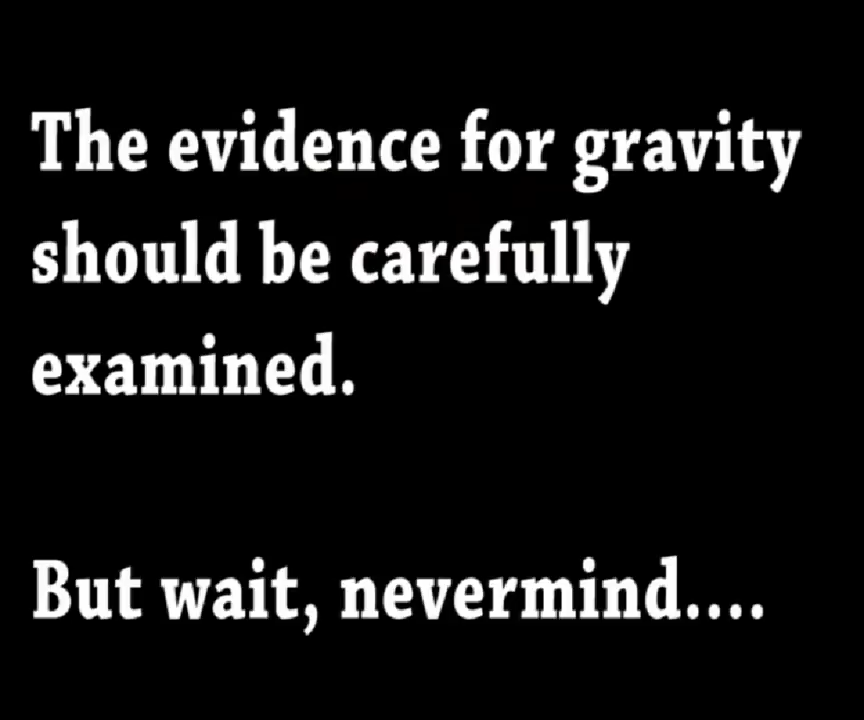 The evidence for gravity
should be carefully
examined.
But wait, nevermind....